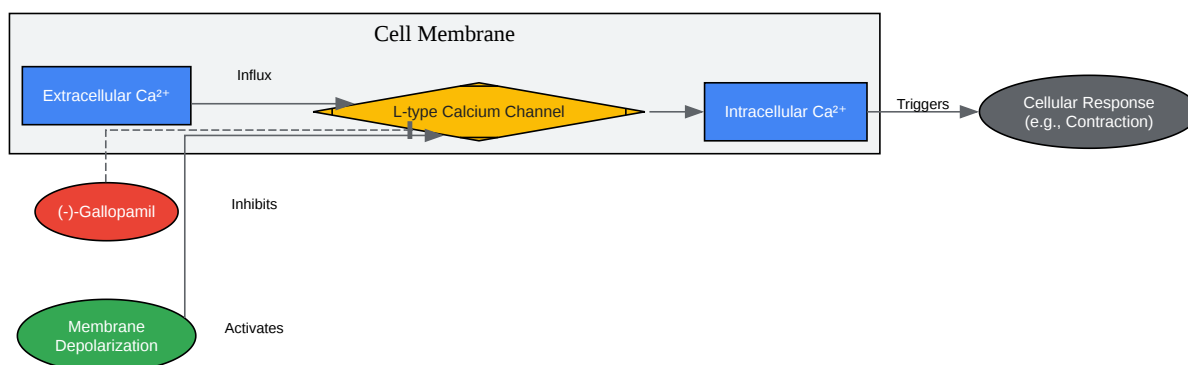 Cell Membrane
Influx
Extracellular Ca²⁺
L-type Calcium Channel
Intracellular Ca²⁺
Triggers
Cellular Response
(e.g., Contraction)
(-)-Gallopamil
Inhibits
Membrane
Depolarization
Activates